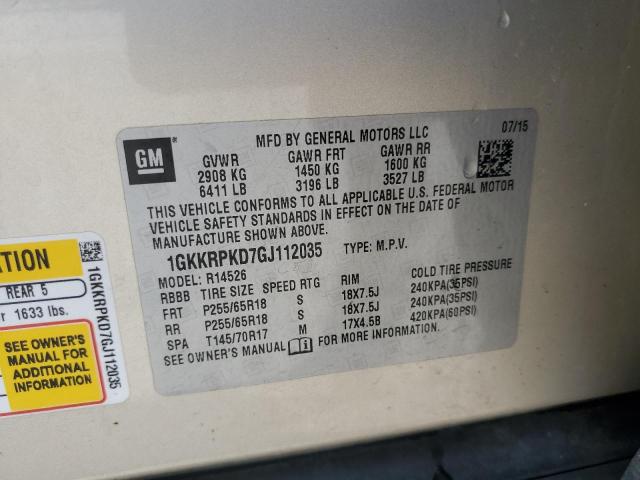 GM
MFD BY GENERAL MOTORS LLC
07/15
GVWR GAWR FRT GAWR RR
2908 KG 1450 KG 1600 KG
6411 LB 3196 LB 3527 LB
THIS VEHICLE CONFORMS TO ALL APPLICABLE U.S. FEDERAL MOTOR
VEHICLE SAFETY STANDARDS IN EFFECT ON THE DATE OF
MANUFACTURE SHOWN ABOVE.
1GKKRPKD7GJ112035 TYPE: M.P.V.
MODEL: R14526
RBBB TIRE SIZE SPEED RTG RIM COLD TIRE PRESSURE
FRT P255/65R18 S 18X7.5J 240KPA(35PSI)
RR P255/65R18 S 18X7.5J 240KPA(35PSI)
SPA T145/70R17 M 17X4.5B 420KPA(60PSI)
SEE OWNER'S MANUAL i FOR MORE INFORMATION.
ATION
REAR 5
1633 lbs.
SEE OWNER'S
MANUAL FOR
ADDITIONAL
INFORMATION
1GKKRPKD7GJ112035